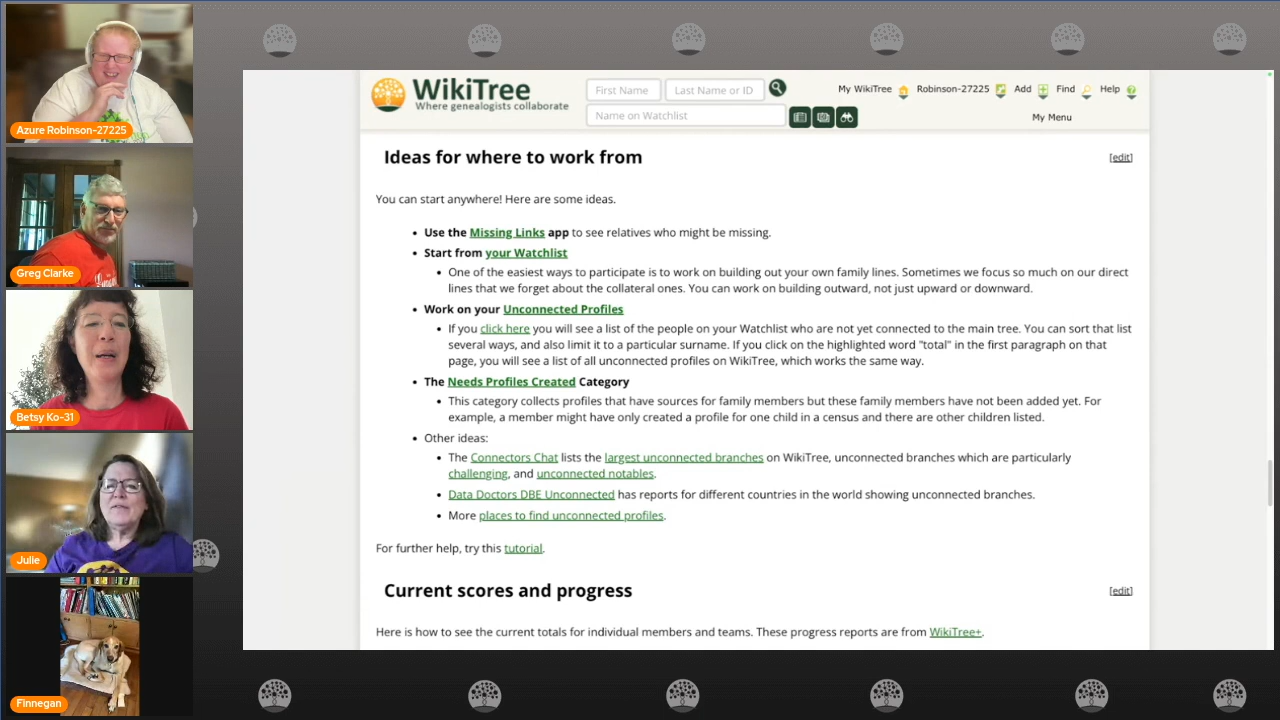 Azure Robinson-27225
Greg Clarke
Betsy Ko-31
Julie
Finnegan
WikiTree
Where genealogists collaborate
First Name
Last Name or ID
Name on Watchlist
My WikiTree
Robinson-27225
Add
Find
Help
My Menu
Ideas for where to work from
[edit]
You can start anywhere! Here are some ideas.
• Use the Missing Links app to see relatives who might be missing.
• Start from your Watchlist
• One of the easiest ways to participate is to work on building out your own family lines. Sometimes we focus so much on our direct
lines that we forget about the collateral ones. You can work on building outward, not just upward or downward.
• Work on your Unconnected Profiles
• If you click here you will see a list of the people on your Watchlist who are not yet connected to the main tree. You can sort that list
several ways, and also limit it to a particular surname. If you click on the highlighted word "total" in the first paragraph on that
page, you will see a list of all unconnected profiles on WikiTree, which works the same way.
• The Needs Profiles Created Category
• This category collects profiles that have sources for family members but these family members have not been added yet. For
example, a member might have only created a profile for one child in a census and there are other children listed.
• Other ideas:
• The Connectors Chat lists the largest unconnected branches on WikiTree, unconnected branches which are particularly
challenging, and unconnected notables.
• Data Doctors DBE Unconnected has reports for different countries in the world showing unconnected branches.
• More places to find unconnected profiles.
For further help, try this tutorial.
Current scores and progress
[edit]
Here is how to see the current totals for individual members and teams. These progress reports are from WikiTree+.